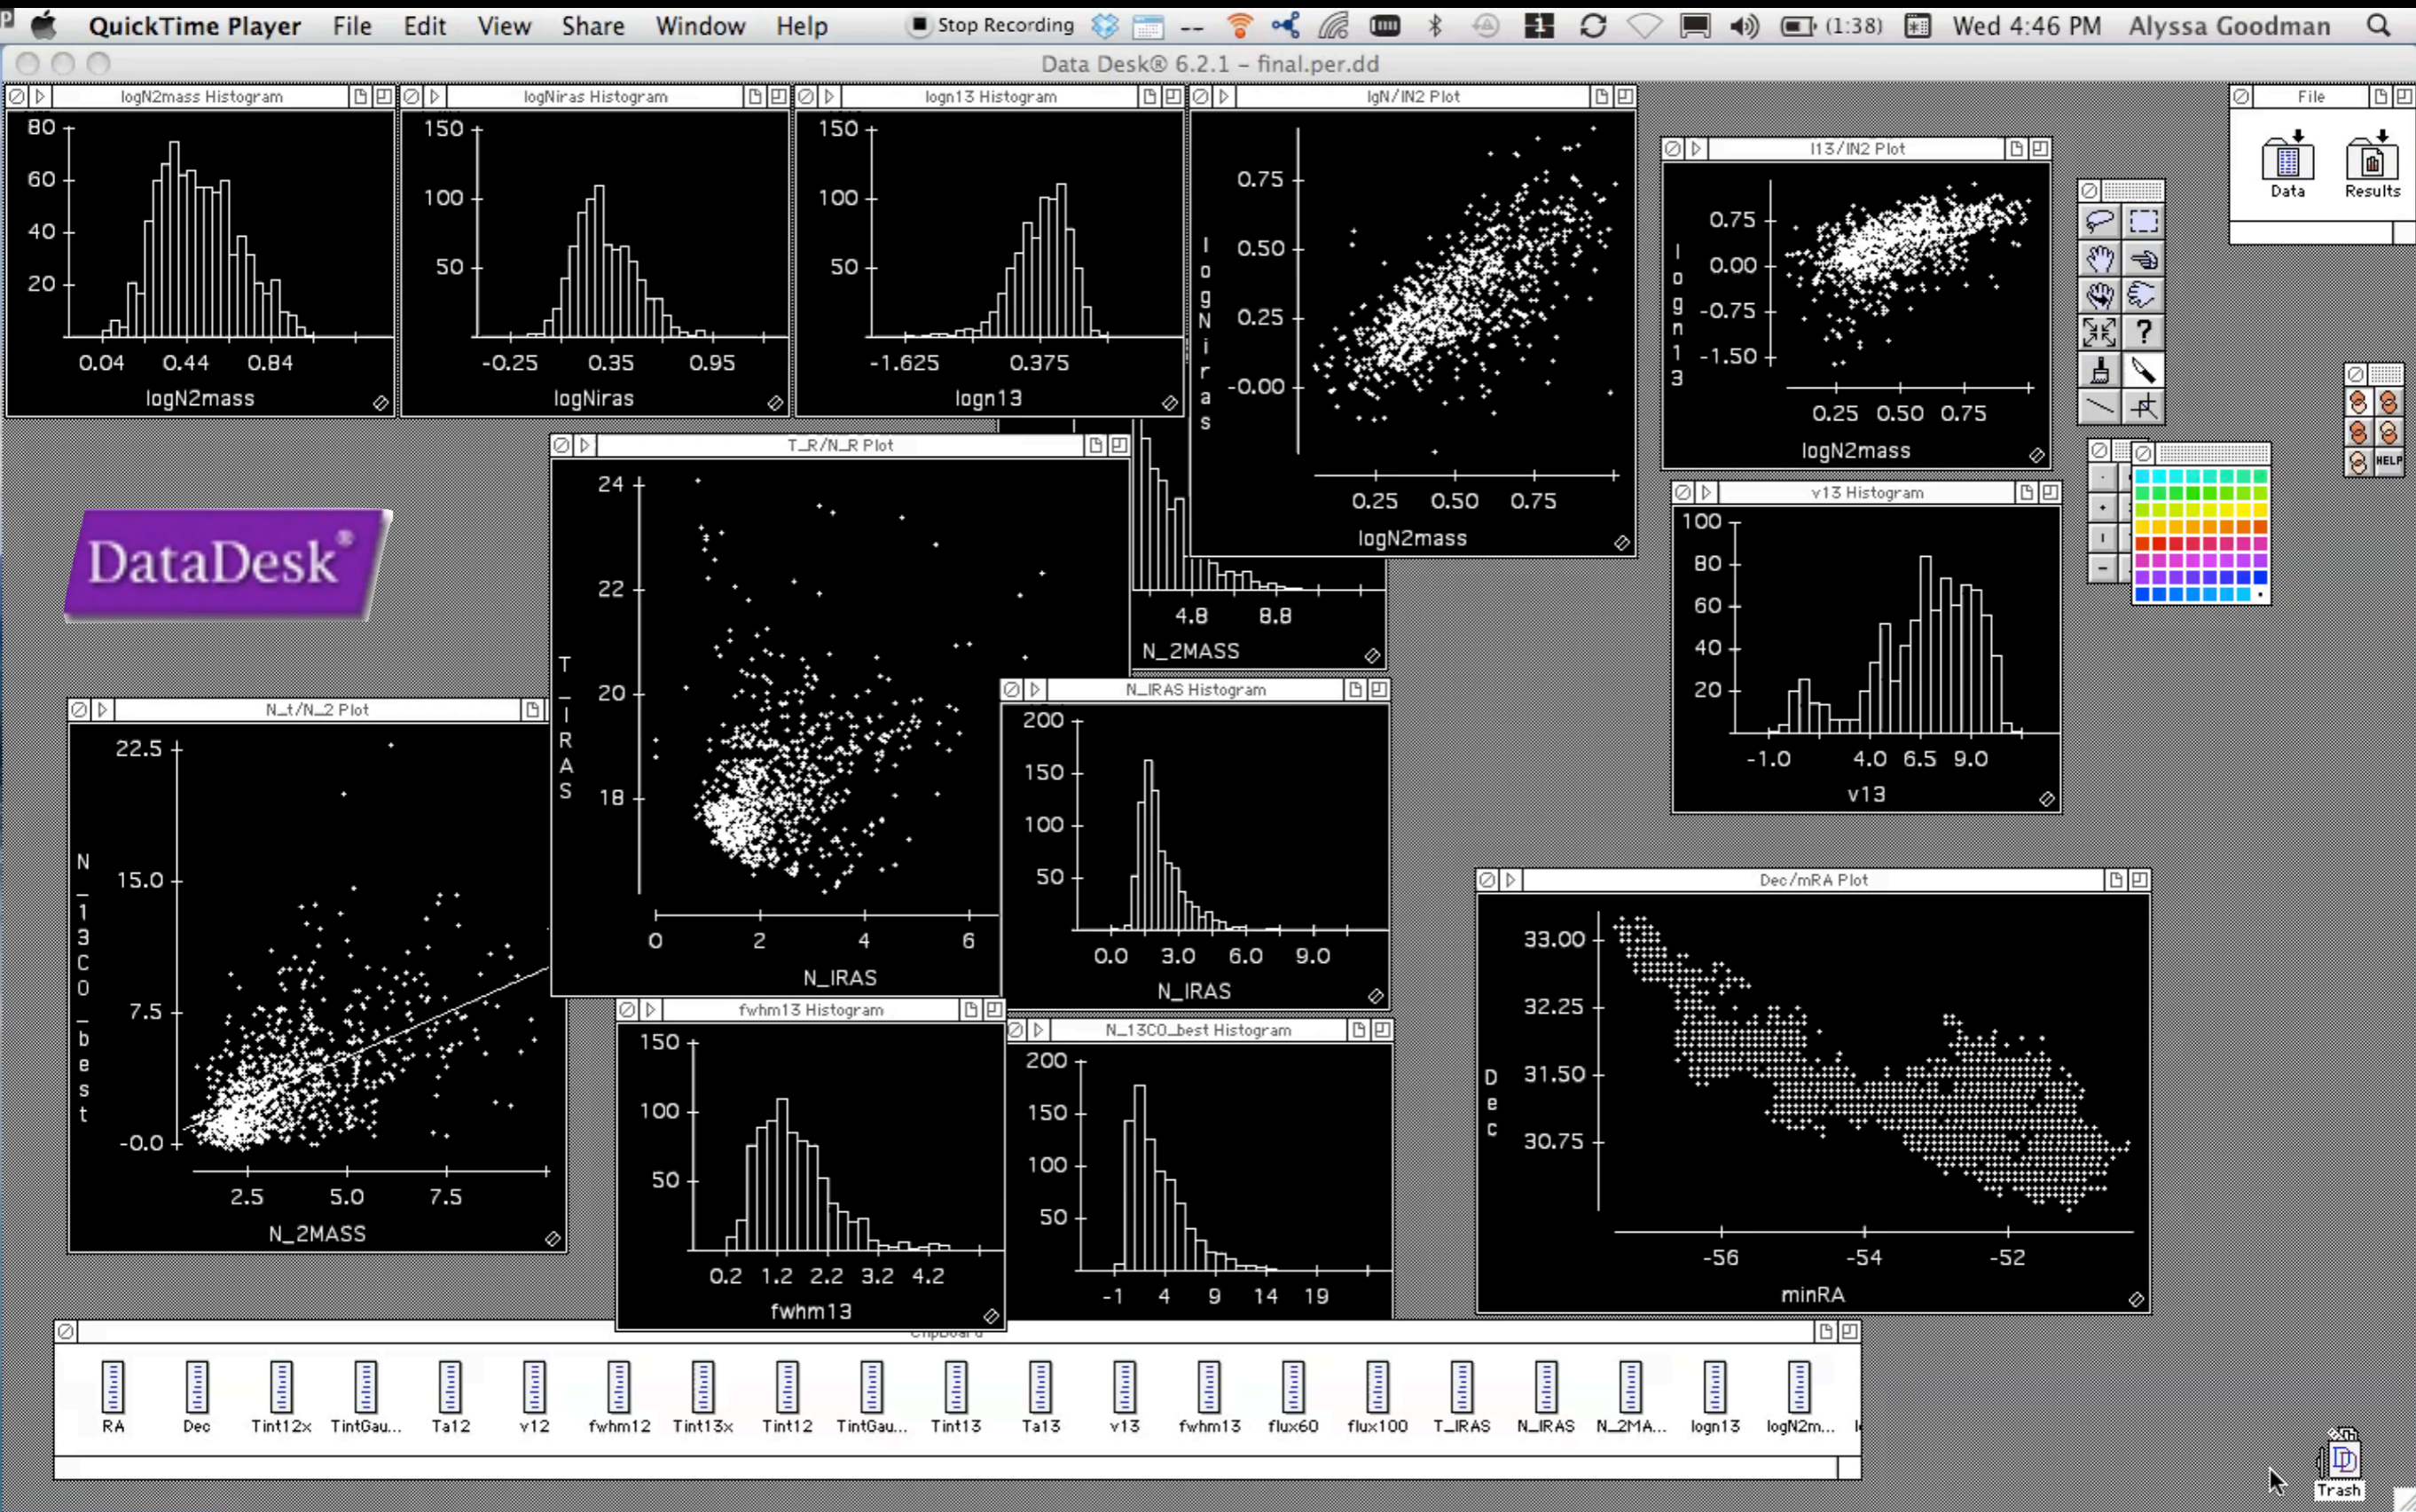 QuickTime Player File Edit View Share Window Help Stop Recording -- 1 (1:38) Wed 4:46 PM Alyssa Goodman
Data Desk® 6.2.1 – final.per.dd
logN2mass Histogram
80
60
40
20
0.04 0.44 0.84
logN2mass
logNiras Histogram
150
100
50
-0.25 0.35 0.95
logNiras
logn13 Histogram
150
100
50
-1.625 0.375
logn13
lgN/lN2 Plot
logNiras
0.75
0.50
0.25
-0.00
0.25 0.50 0.75
logN2mass
l13/lN2 Plot
logn13
0.75
0.00
-0.75
-1.50
0.25 0.50 0.75
logN2mass
File
Data Results
?
HELP
DataDesk®
T_R/N_R Plot
T_IRAS
24
22
20
18
0 2 4 6
N_IRAS
4.8 8.8
N_2MASS
v13 Histogram
100
80
60
40
20
-1.0 4.0 6.5 9.0
v13
N_t/N_2 Plot
N_13CO_best
22.5
15.0
7.5
-0.0
2.5 5.0 7.5
N_2MASS
N_IRAS Histogram
200
150
100
50
0.0 3.0 6.0 9.0
N_IRAS
fwhm13 Histogram
150
100
50
0.2 1.2 2.2 3.2 4.2
fwhm13
N_13CO_best Histogram
200
150
100
50
-1 4 9 14 19
Dec/mRA Plot
Dec
33.00
32.25
31.50
30.75
-56 -54 -52
minRA
Clipboard
RA Dec Tint12x TintGau... Ta12 v12 fwhm12 Tint13x Tint12 TintGau... Tint13 Ta13 v13 fwhm13 flux60 flux100 T_IRAS N_IRAS N_2MA... logn13 logN2m...
DD
Trash